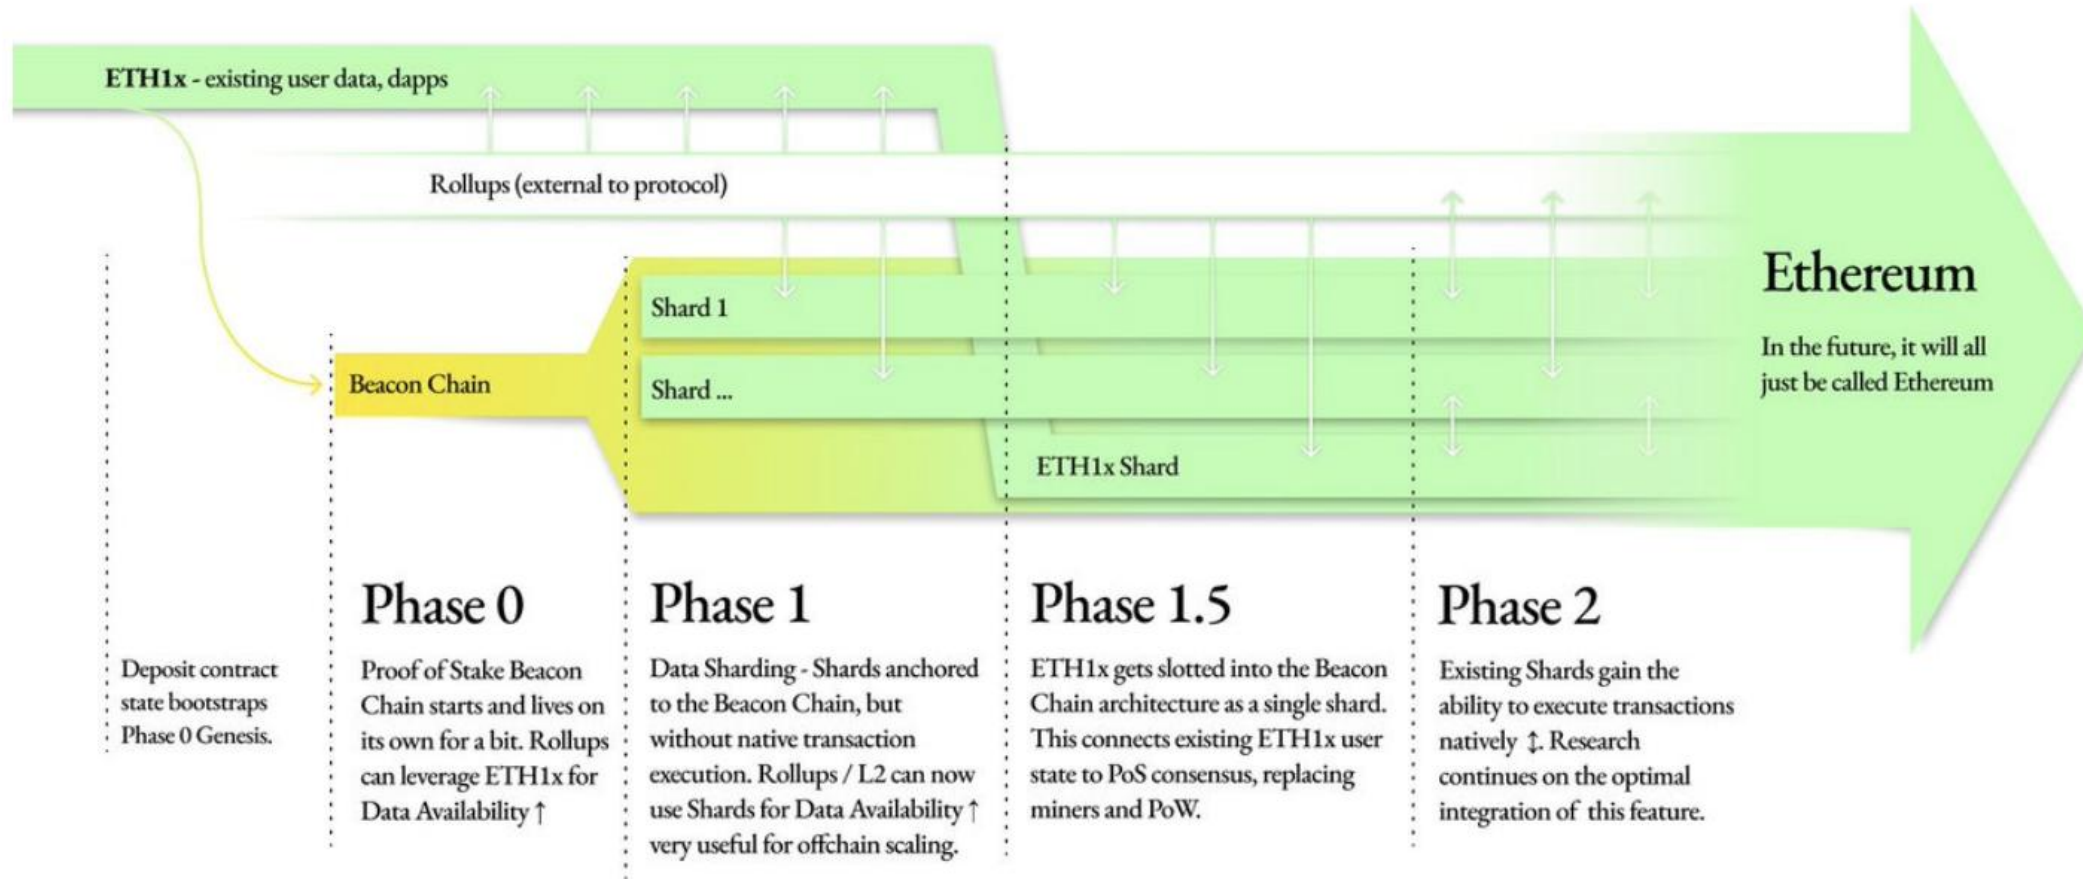 ETH1x - existing user data, dapps
Rollups (external to protocol)
Beacon Chain
Shard 1
Shard ...
ETH1x Shard
Ethereum
In the future, it will all
just be called Ethereum
Deposit contract
state bootstraps
Phase 0 Genesis.
Phase 0
Proof of Stake Beacon
Chain starts and lives on
its own for a bit. Rollups
can leverage ETH1x for
Data Availability ↑
Phase 1
Data Sharding - Shards anchored
to the Beacon Chain, but
without native transaction
execution. Rollups / L2 can now
use Shards for Data Availability ↑
very useful for offchain scaling.
Phase 1.5
ETH1x gets slotted into the Beacon
Chain architecture as a single shard.
This connects existing ETH1x user
state to PoS consensus, replacing
miners and PoW.
Phase 2
Existing Shards gain the
ability to execute transactions
natively ↕. Research
continues on the optimal
integration of this feature.